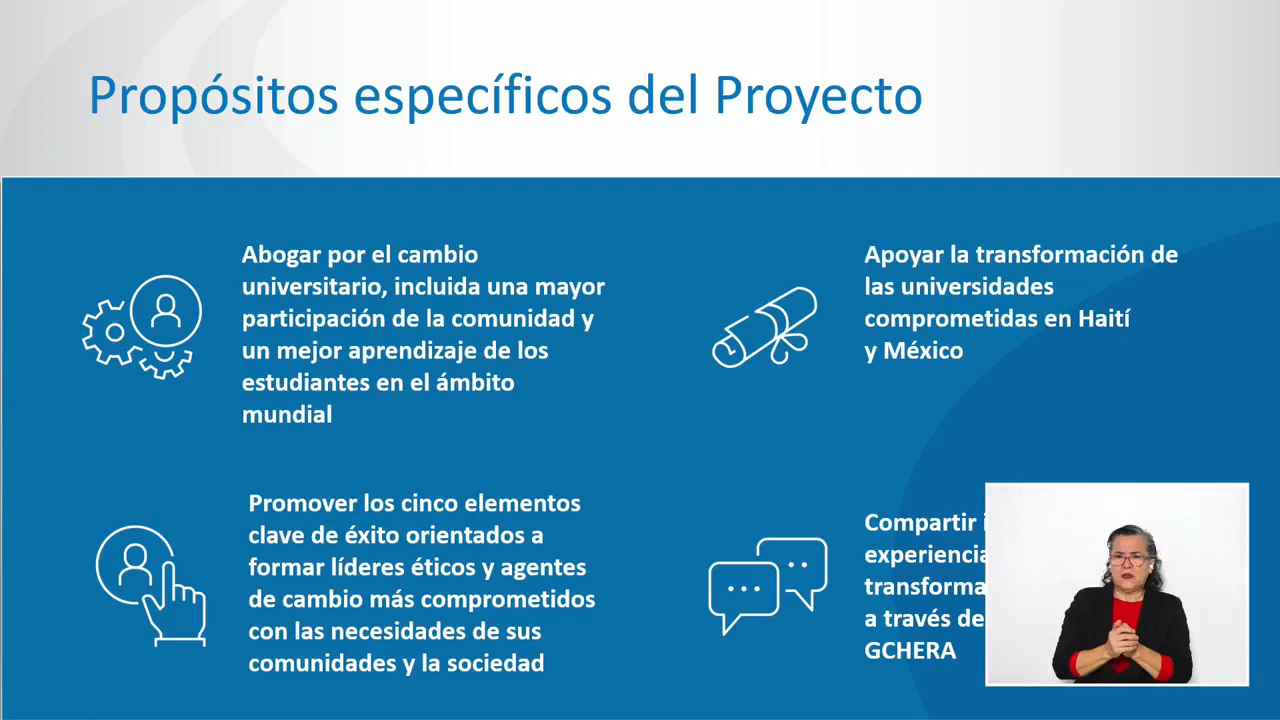 Propósitos específicos del Proyecto
Abogar por el cambio
universitario, incluida una mayor
participación de la comunidad y
un mejor aprendizaje de los
estudiantes en el ámbito
mundial
Apoyar la transformación de
las universidades
comprometidas en Haití
y México
Promover los cinco elementos
clave de éxito orientados a
formar líderes éticos y agentes
de cambio más comprometidos
con las necesidades de sus
comunidades y la sociedad
Compartir
a través de
GCHERA